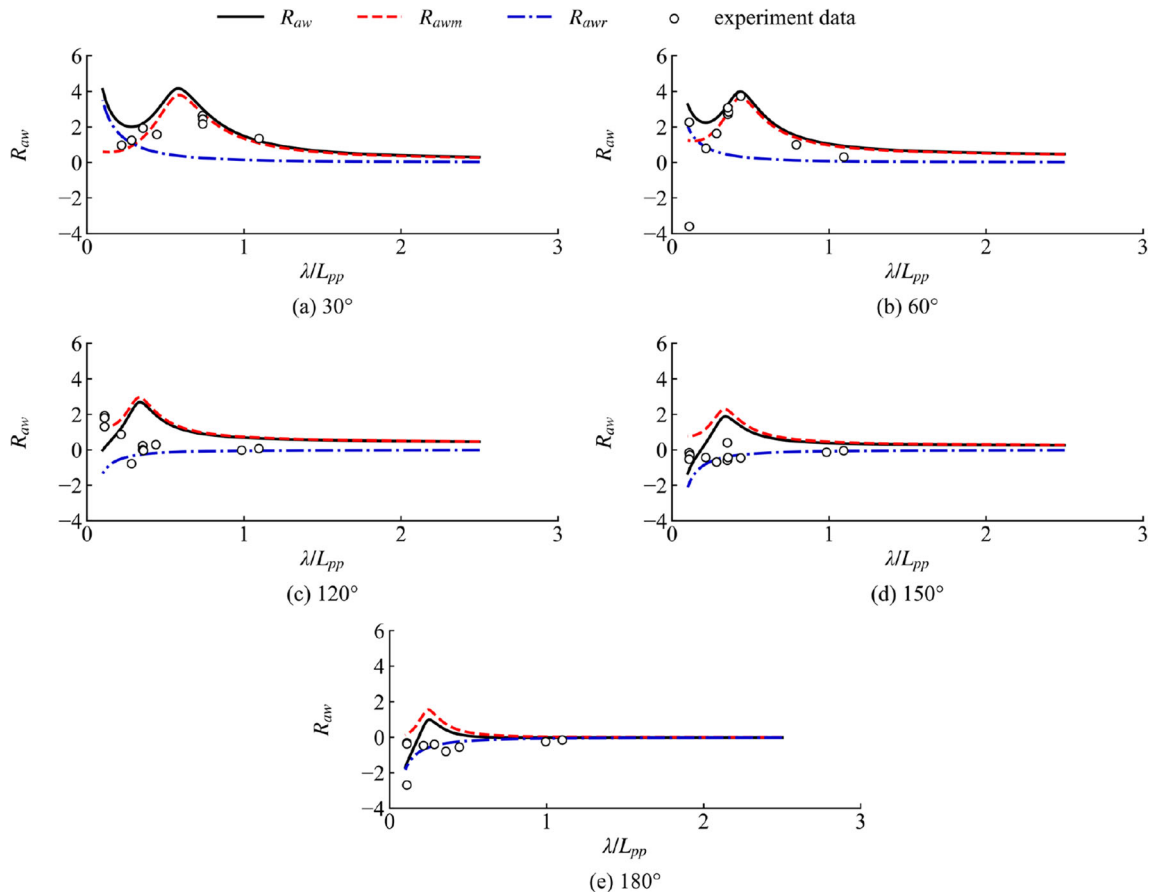 R_aw R_awm R_awr experiment data
6
4
2
0
−2
−4
R_aw
0 1 2 3
λ/L_pp
(a) 30°
6
4
2
0
−2
−4
R_aw
0 1 2 3
λ/L_pp
(b) 60°
6
4
2
0
−2
−4
R_aw
0 1 2 3
λ/L_pp
(c) 120°
6
4
2
0
−2
−4
R_aw
0 1 2 3
λ/L_pp
(d) 150°
6
4
2
0
−2
−4
R_aw
0 1 2 3
λ/L_pp
(e) 180°